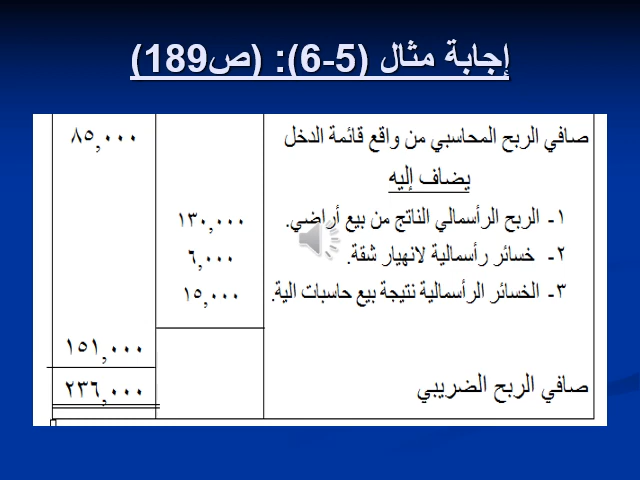 إجابة مثال (5-6): (ص189)
صافي الربح المحاسبي من واقع قائمة الدخل ٨٥,٠٠٠
يضاف إليه
١- الربح الرأسمالي الناتج من بيع أراضي. ١٣٠,٠٠٠
٢- خسائر رأسمالية لانهيار شقة. ٦,٠٠٠
٣- الخسائر الرأسمالية نتيجة بيع حاسبات الية. ١٥,٠٠٠
١٥١,٠٠٠
صافي الربح الضريبي ٢٣٦,٠٠٠